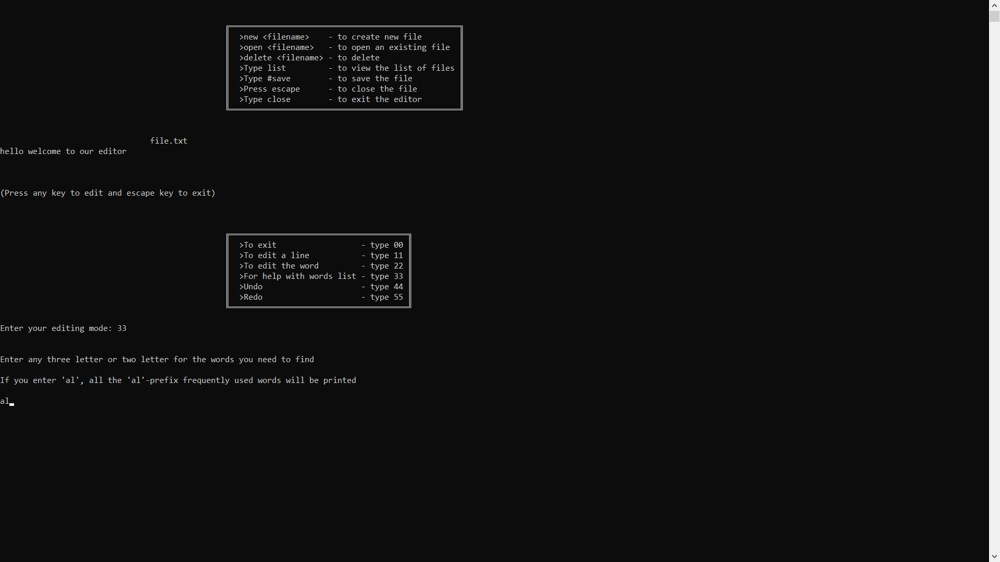 >new <filename>    - to create new file
>open <filename>   - to open an existing file
>delete <filename> - to delete
>Type list         - to view the list of files
>Type #save        - to save the file
>Press escape      - to close the file
>Type close        - to exit the editor
file.txt
hello welcome to our editor
(Press any key to edit and escape key to exit)
>To exit                  - type 00
>To edit a line           - type 11
>To edit the word         - type 22
>For help with words list - type 33
>Undo                     - type 44
>Redo                     - type 55
Enter your editing mode: 33
Enter any three letter or two letter for the words you need to find
If you enter 'al', all the 'al'-prefix frequently used words will be printed
al